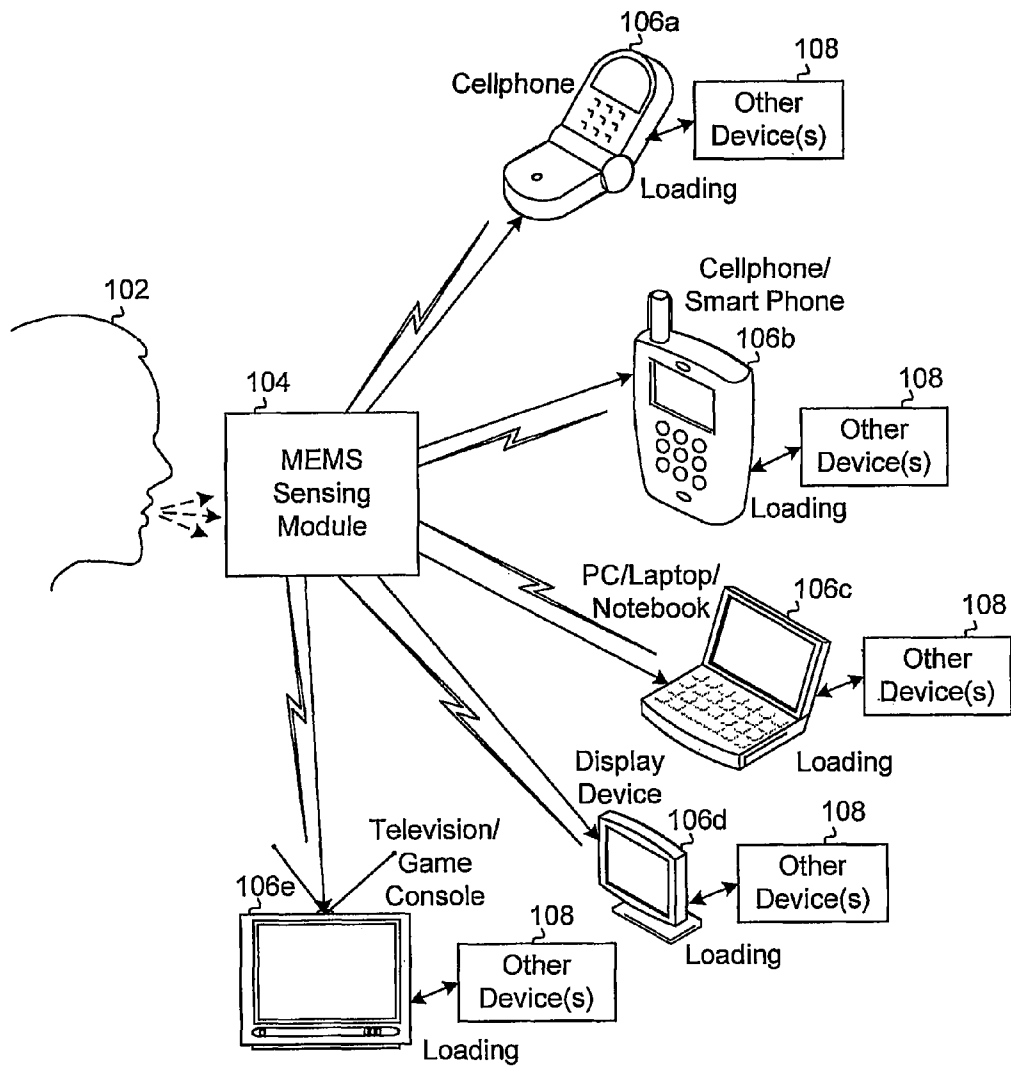 106a
108
Cellphone
Other
Device(s)
Loading
Cellphone/
Smart Phone
102
106b
104
108
MEMS
Sensing
Module
Other
Device(s)
Loading
PC/Laptop/
Notebook
106c
108
Other
Device(s)
Loading
Display
Device
106d
108
Other
Device(s)
Loading
Television/
Game
Console
106e
108
Other
Device(s)
Loading